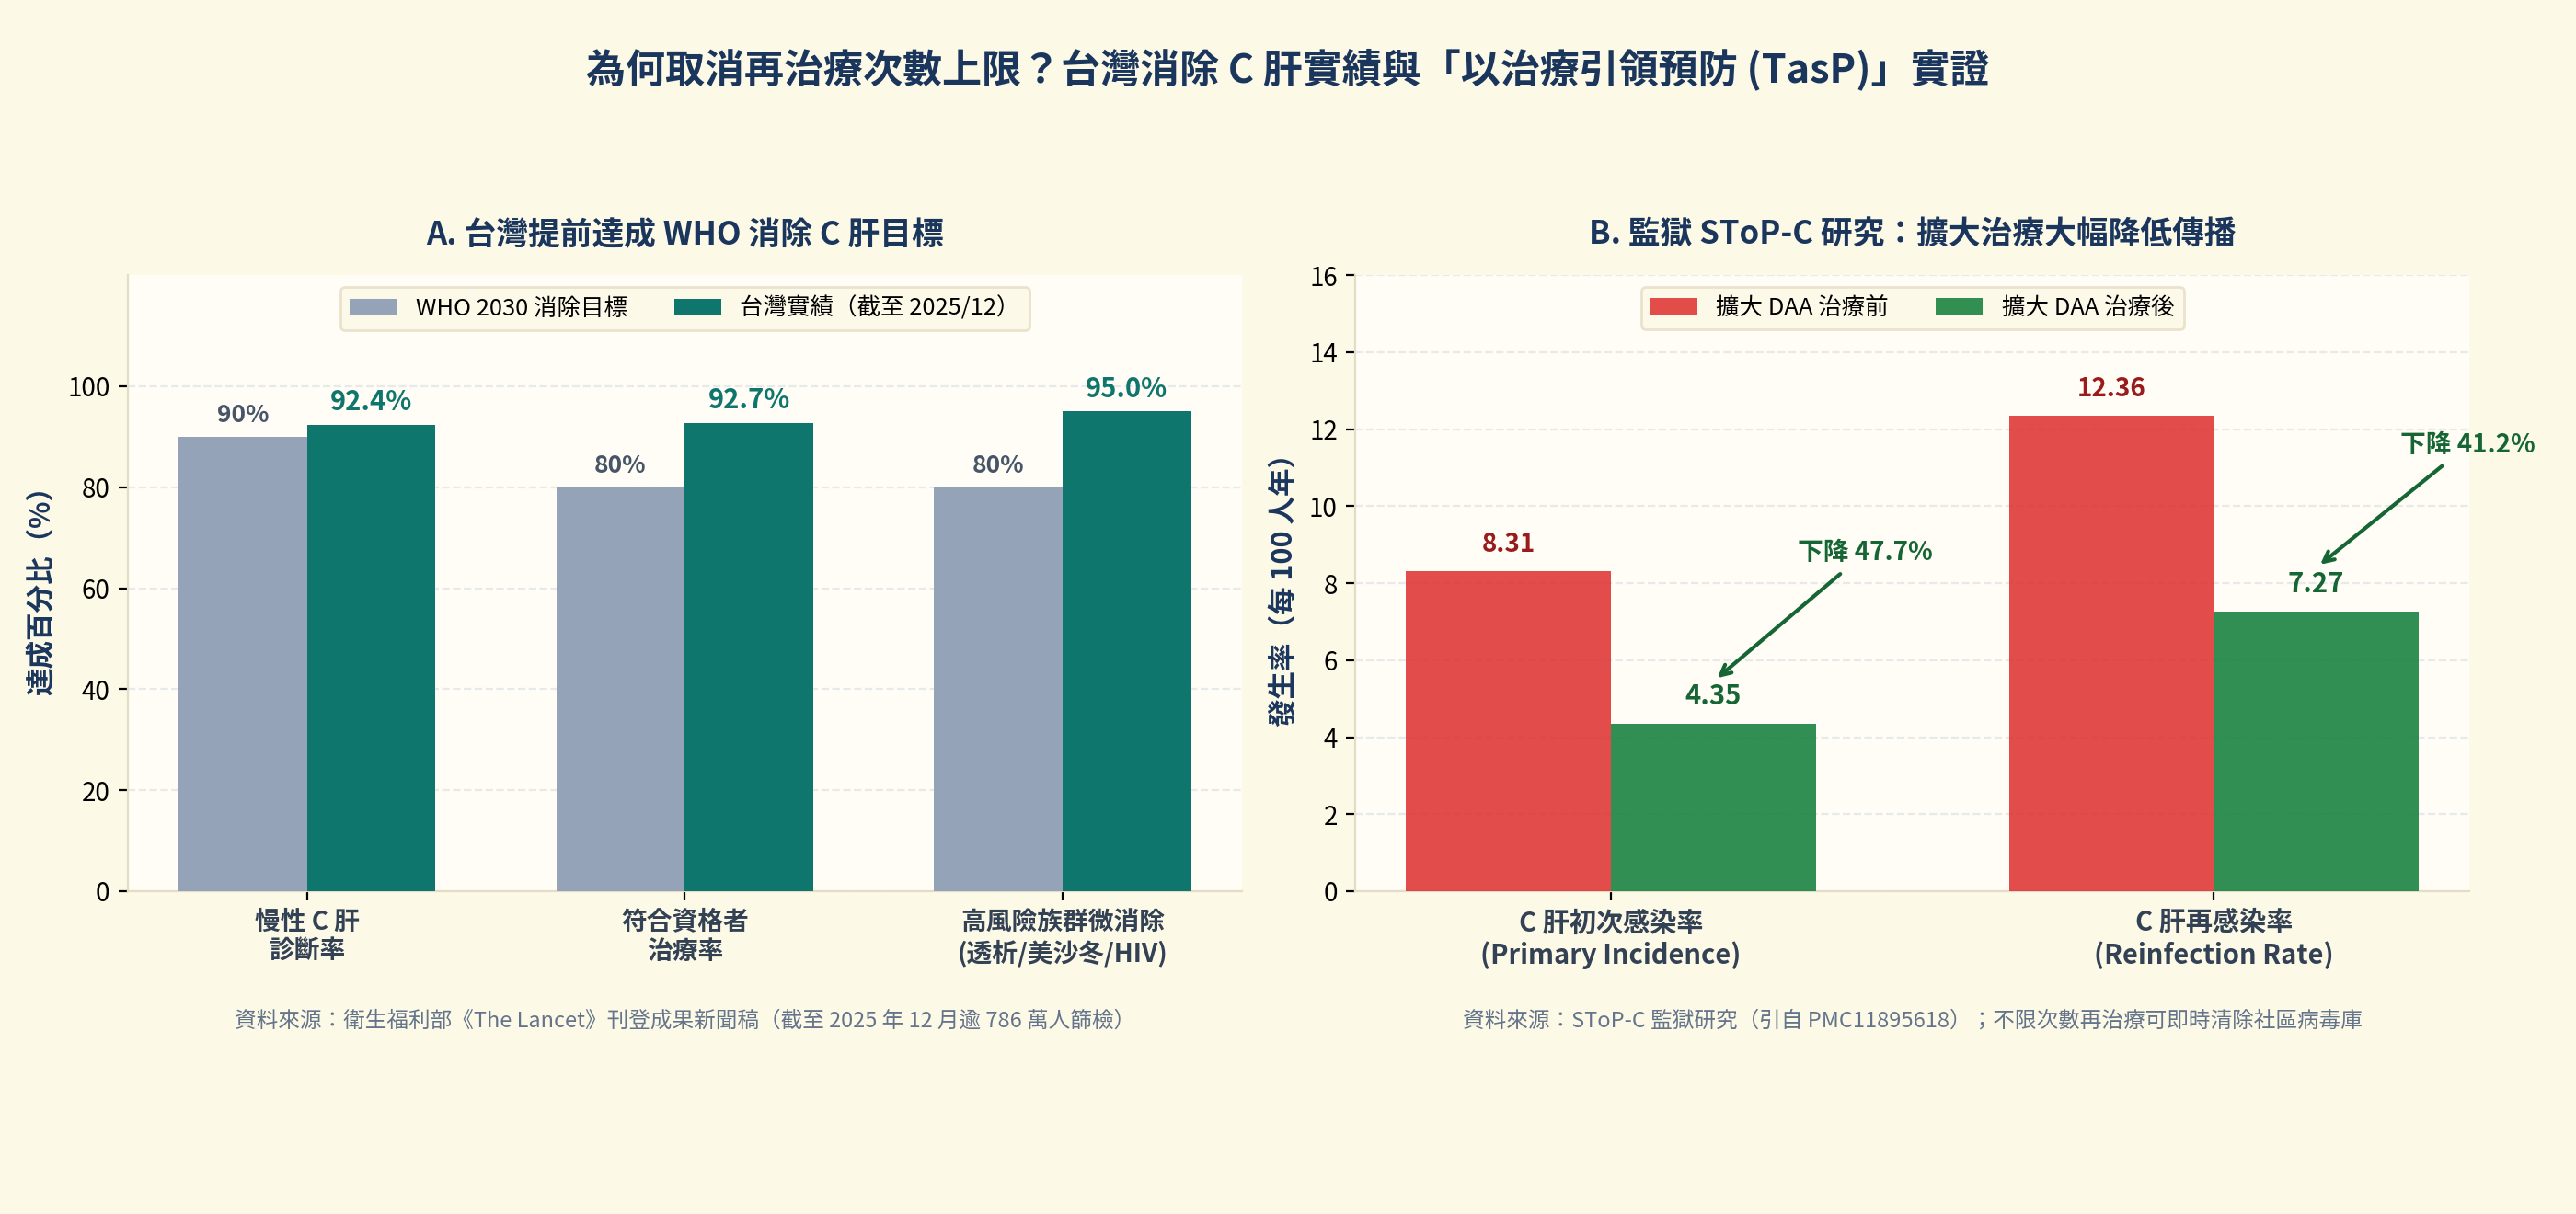 為何取消再治療次數上限？台灣消除 C 肝實績與「以治療引領預防 (TasP)」實證
A. 台灣提前達成 WHO 消除 C 肝目標
WHO 2030 消除目標
台灣實績（截至 2025/12）
達成百分比（%）
100
80
60
40
20
0
90%
92.4%
80%
92.7%
80%
95.0%
慢性 C 肝
診斷率
符合資格者
治療率
高風險族群微消除
(透析/美沙冬/HIV)
資料來源：衛生福利部《The Lancet》刊登成果新聞稿（截至 2025 年 12 月逾 786 萬人篩檢）
B. 監獄 SToP-C 研究：擴大治療大幅降低傳播
擴大 DAA 治療前
擴大 DAA 治療後
發生率（每 100 人年）
16
14
12
10
8
6
4
2
0
8.31
下降 47.7%
4.35
12.36
下降 41.2%
7.27
C 肝初次感染率
(Primary Incidence)
C 肝再感染率
(Reinfection Rate)
資料來源：SToP-C 監獄研究（引自 PMC11895618）；不限次數再治療可即時清除社區病毒庫